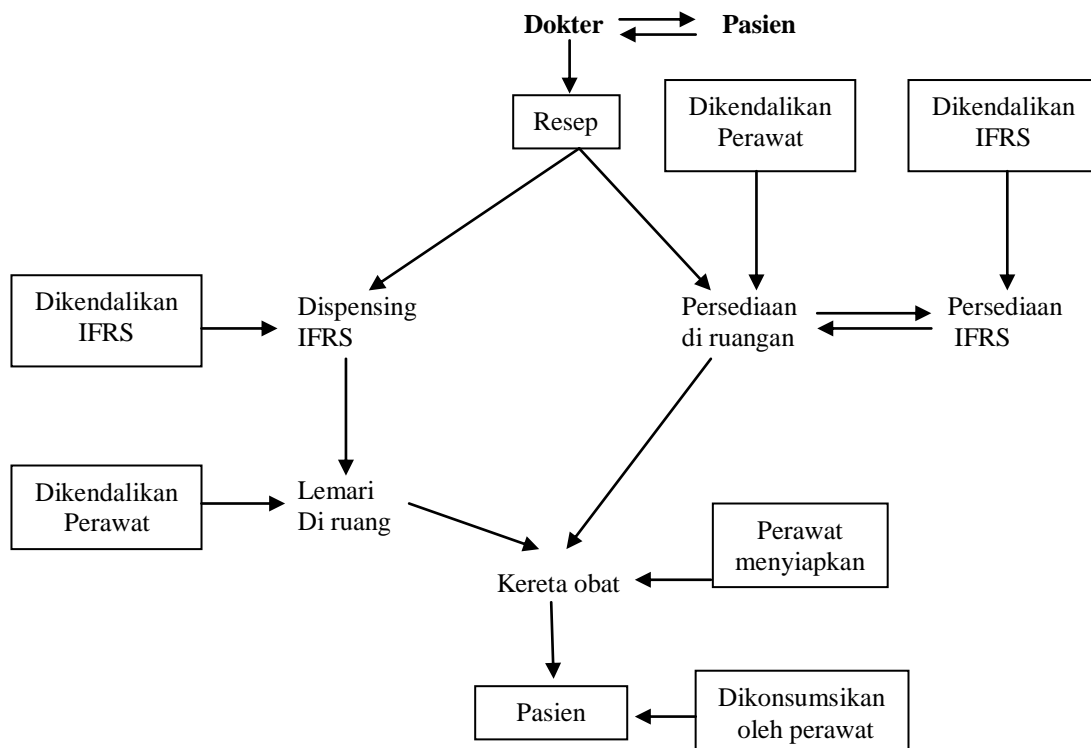 Dokter
Pasien
Resep
Dikendalikan
Perawat
Dikendalikan
IFRS
Dikendalikan
IFRS
Dispensing
IFRS
Persediaan
di ruangan
Persediaan
IFRS
Dikendalikan
Perawat
Lemari
Di ruang
Perawat
menyiapkan
Kereta obat
Pasien
Dikonsumsikan
oleh perawat